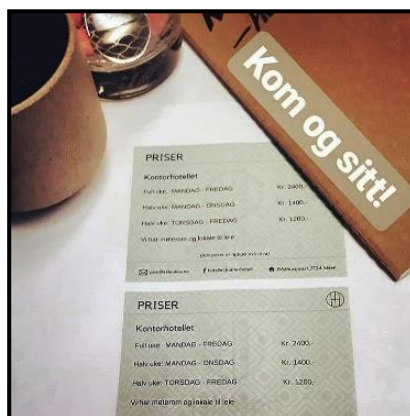 Kom og sitt!
PRISER
Kontorhotellet
Full uke: MANDAG - FREDAG Kr. 2400,-
Halv uke: MANDAG - ONSDAG Kr. 1400,-
Halv uke: TORSDAG - FREDAG Kr. 1200,-
Vi har møterom og lokale til leie
PRISER
Kontorhotellet
Full uke: MANDAG - FREDAG Kr. 2400,-
Halv uke: MANDAG - ONSDAG Kr. 1400,-
Halv uke: TORSDAG - FREDAG Kr. 1200,-
Vi har møterom og lokale til leie